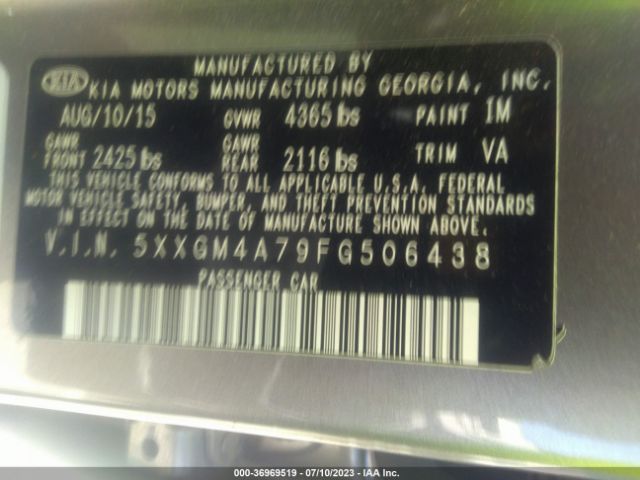 MANUFACTURED BY
KIA KIA MOTORS MANUFACTURING GEORGIA, INC.
AUG/10/15 GVWR 4365 lbs PAINT IM
GAWR FRONT 2425 lbs GAWR REAR 2116 lbs TRIM VA
THIS VEHICLE CONFORMS TO ALL APPLICABLE U.S.A. FEDERAL
MOTOR VEHICLE SAFETY, BUMPER, AND THEFT PREVENTION STANDARDS
IN EFFECT ON THE DATE OF MANUFACTURE SHOWN ABOVE.
V.I.N. 5XXGM4A79FG506438
PASSENGER CAR
000-36969519 - 07/10/2023 - IAA Inc.